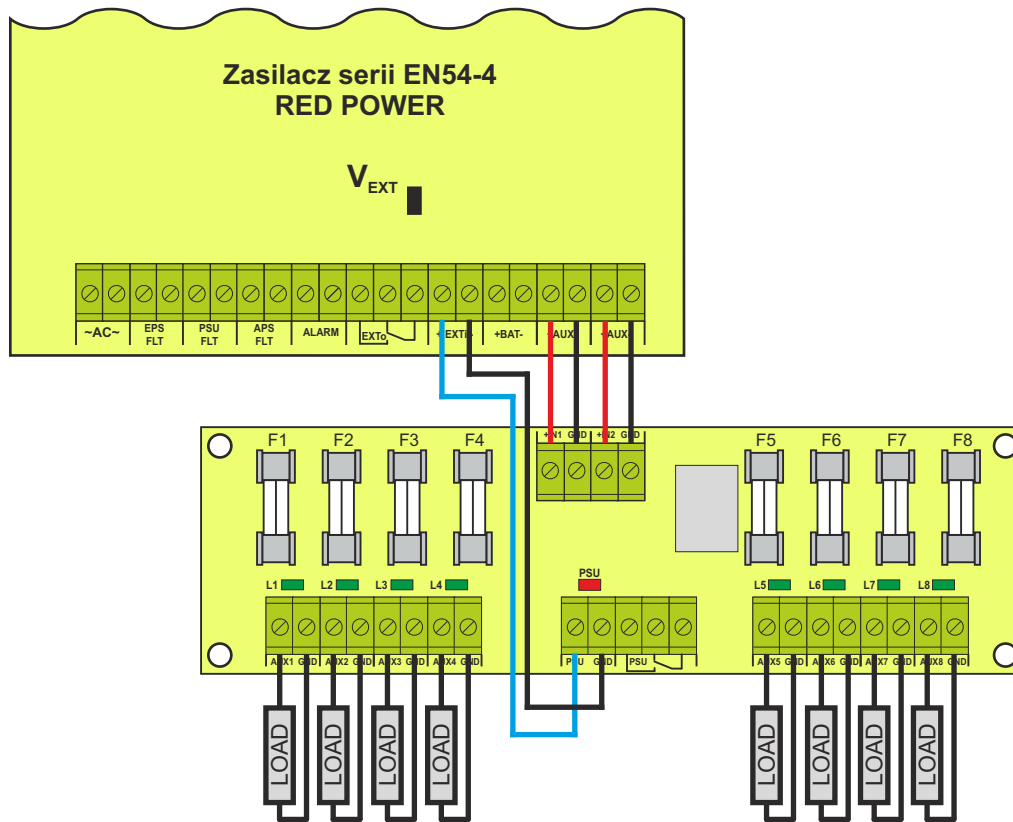 Zasilacz serii EN54-4
RED POWER
VEXT
~AC~ EPS FLT PSU FLT APS FLT ALARM EXTo +EXTi- +BAT- +AUX- +AUX-
+IN1 GND +IN2 GND
F1 F2 F3 F4 F5 F6 F7 F8
PSU
L1 L2 L3 L4 L5 L6 L7 L8
AUX1 GND AUX2 GND AUX3 GND AUX4 GND PSU GND PSU AUX5 GND AUX6 GND AUX7 GND AUX8 GND
LOAD LOAD LOAD LOAD LOAD LOAD LOAD LOAD